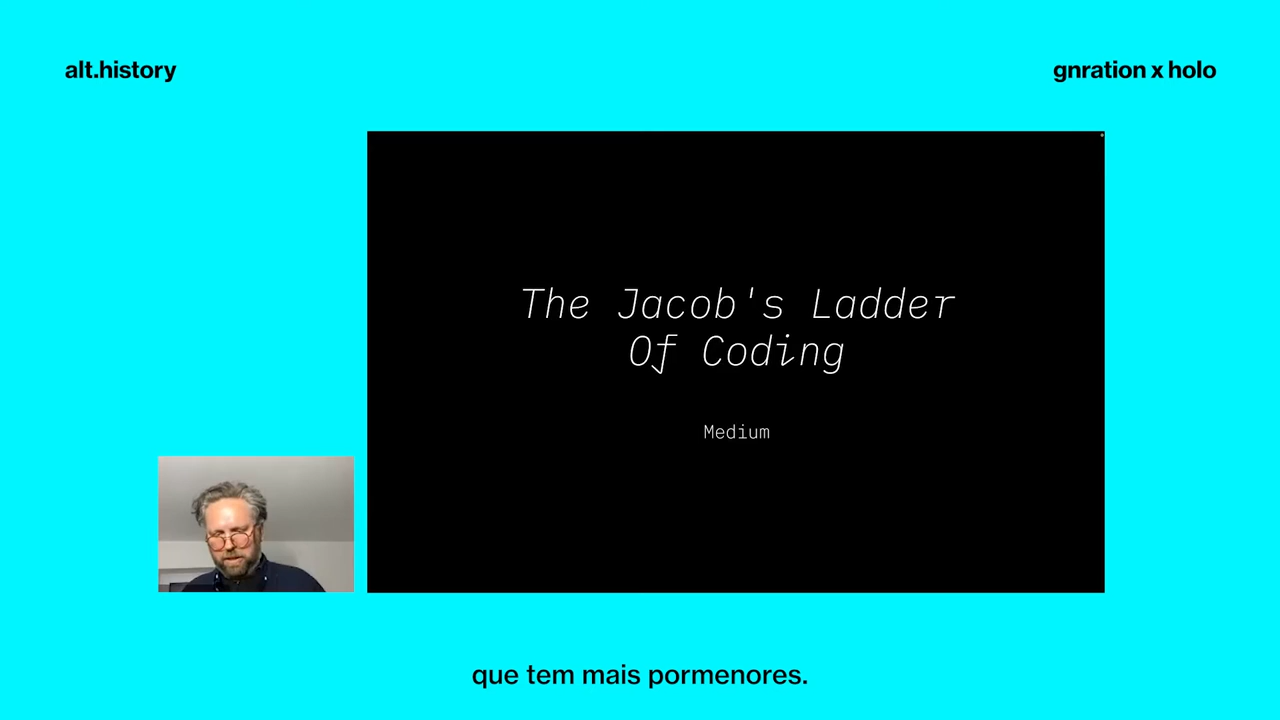 alt.history
gnration x holo
The Jacob's Ladder
Of Coding
Medium
que tem mais pormenores.